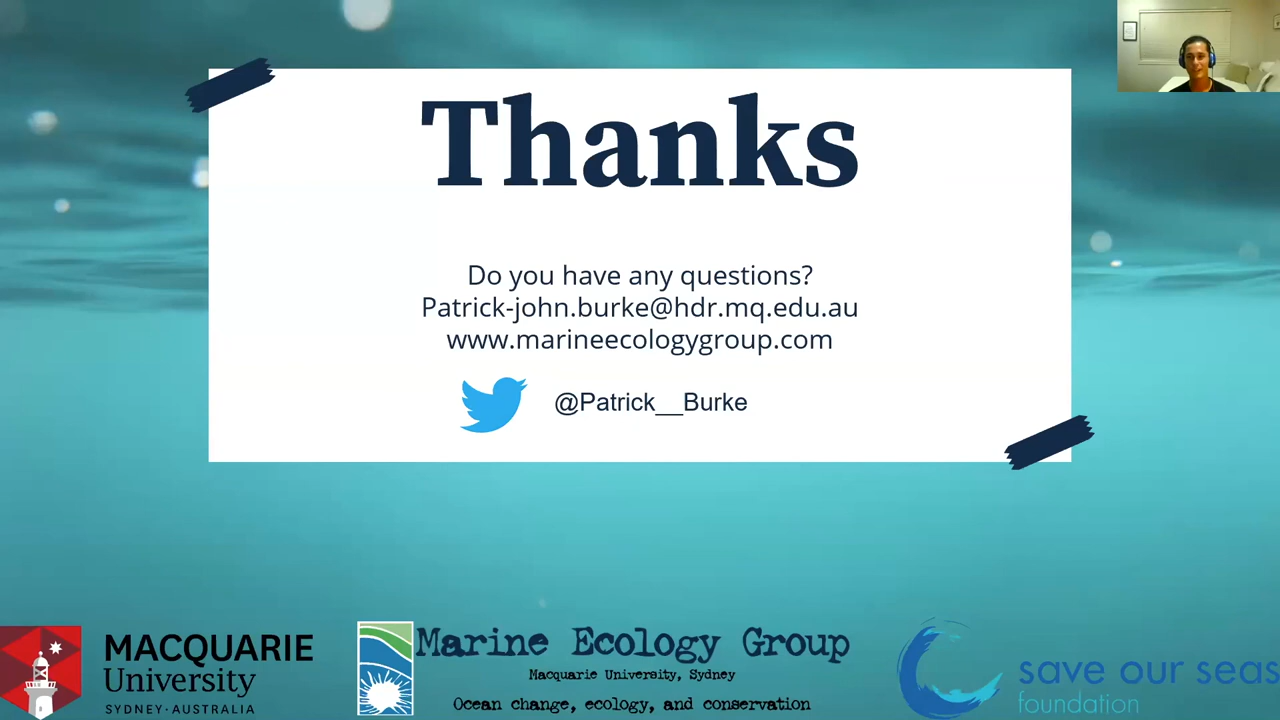 Thanks
Do you have any questions?
Patrick-john.burke@hdr.mq.edu.au
www.marineecologygroup.com
@Patrick__Burke
MACQUARIE
University
SYDNEY·AUSTRALIA
Marine Ecology Group
Macquarie University, Sydney
Ocean change, ecology, and conservation
save our seas
foundation